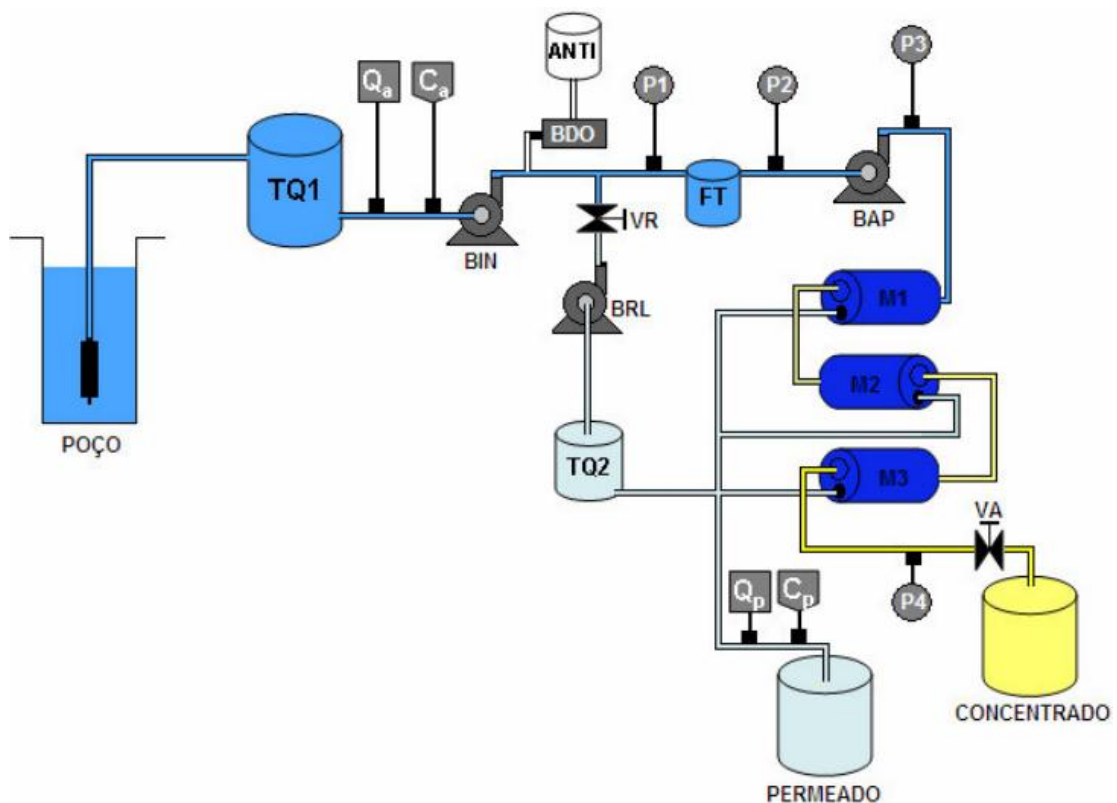 ANTI
P3
Qa
Ca
P1
P2
BDO
TQ1
FT
VR
BAP
BIN
BRL
M1
M2
POÇO
TQ2
M3
VA
Qp
Cp
P4
CONCENTRADO
PERMEADO